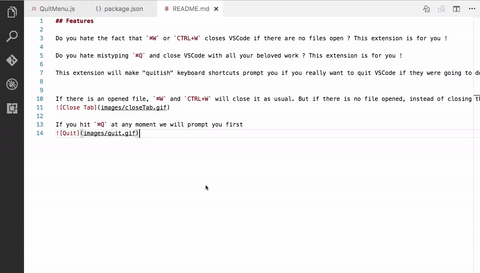 QuitMenu.js package.json README.md
1 ## Features
2
3 Do you hate the fact that `⌘W` or `CTRL+W` closes VSCode if there are no files open ? This extension is for you !
4
5 Do you hate mistyping `⌘Q` and close VSCode with all your beloved work ? This extension is for you !
6
7 This extension will make "quitish" keyboard shortcuts prompt you if you really want to quit VSCode if they were going to
8
9
10 If there is an opened file, `⌘W` and `CTRL+W` will close it as usual. But if there is no file opened, instead of closing
11 ![Close Tab](images/closeTab.gif)
12
13 If you hit `⌘Q` at any moment we will prompt you first
14 ![Quit](images/quit.gif)